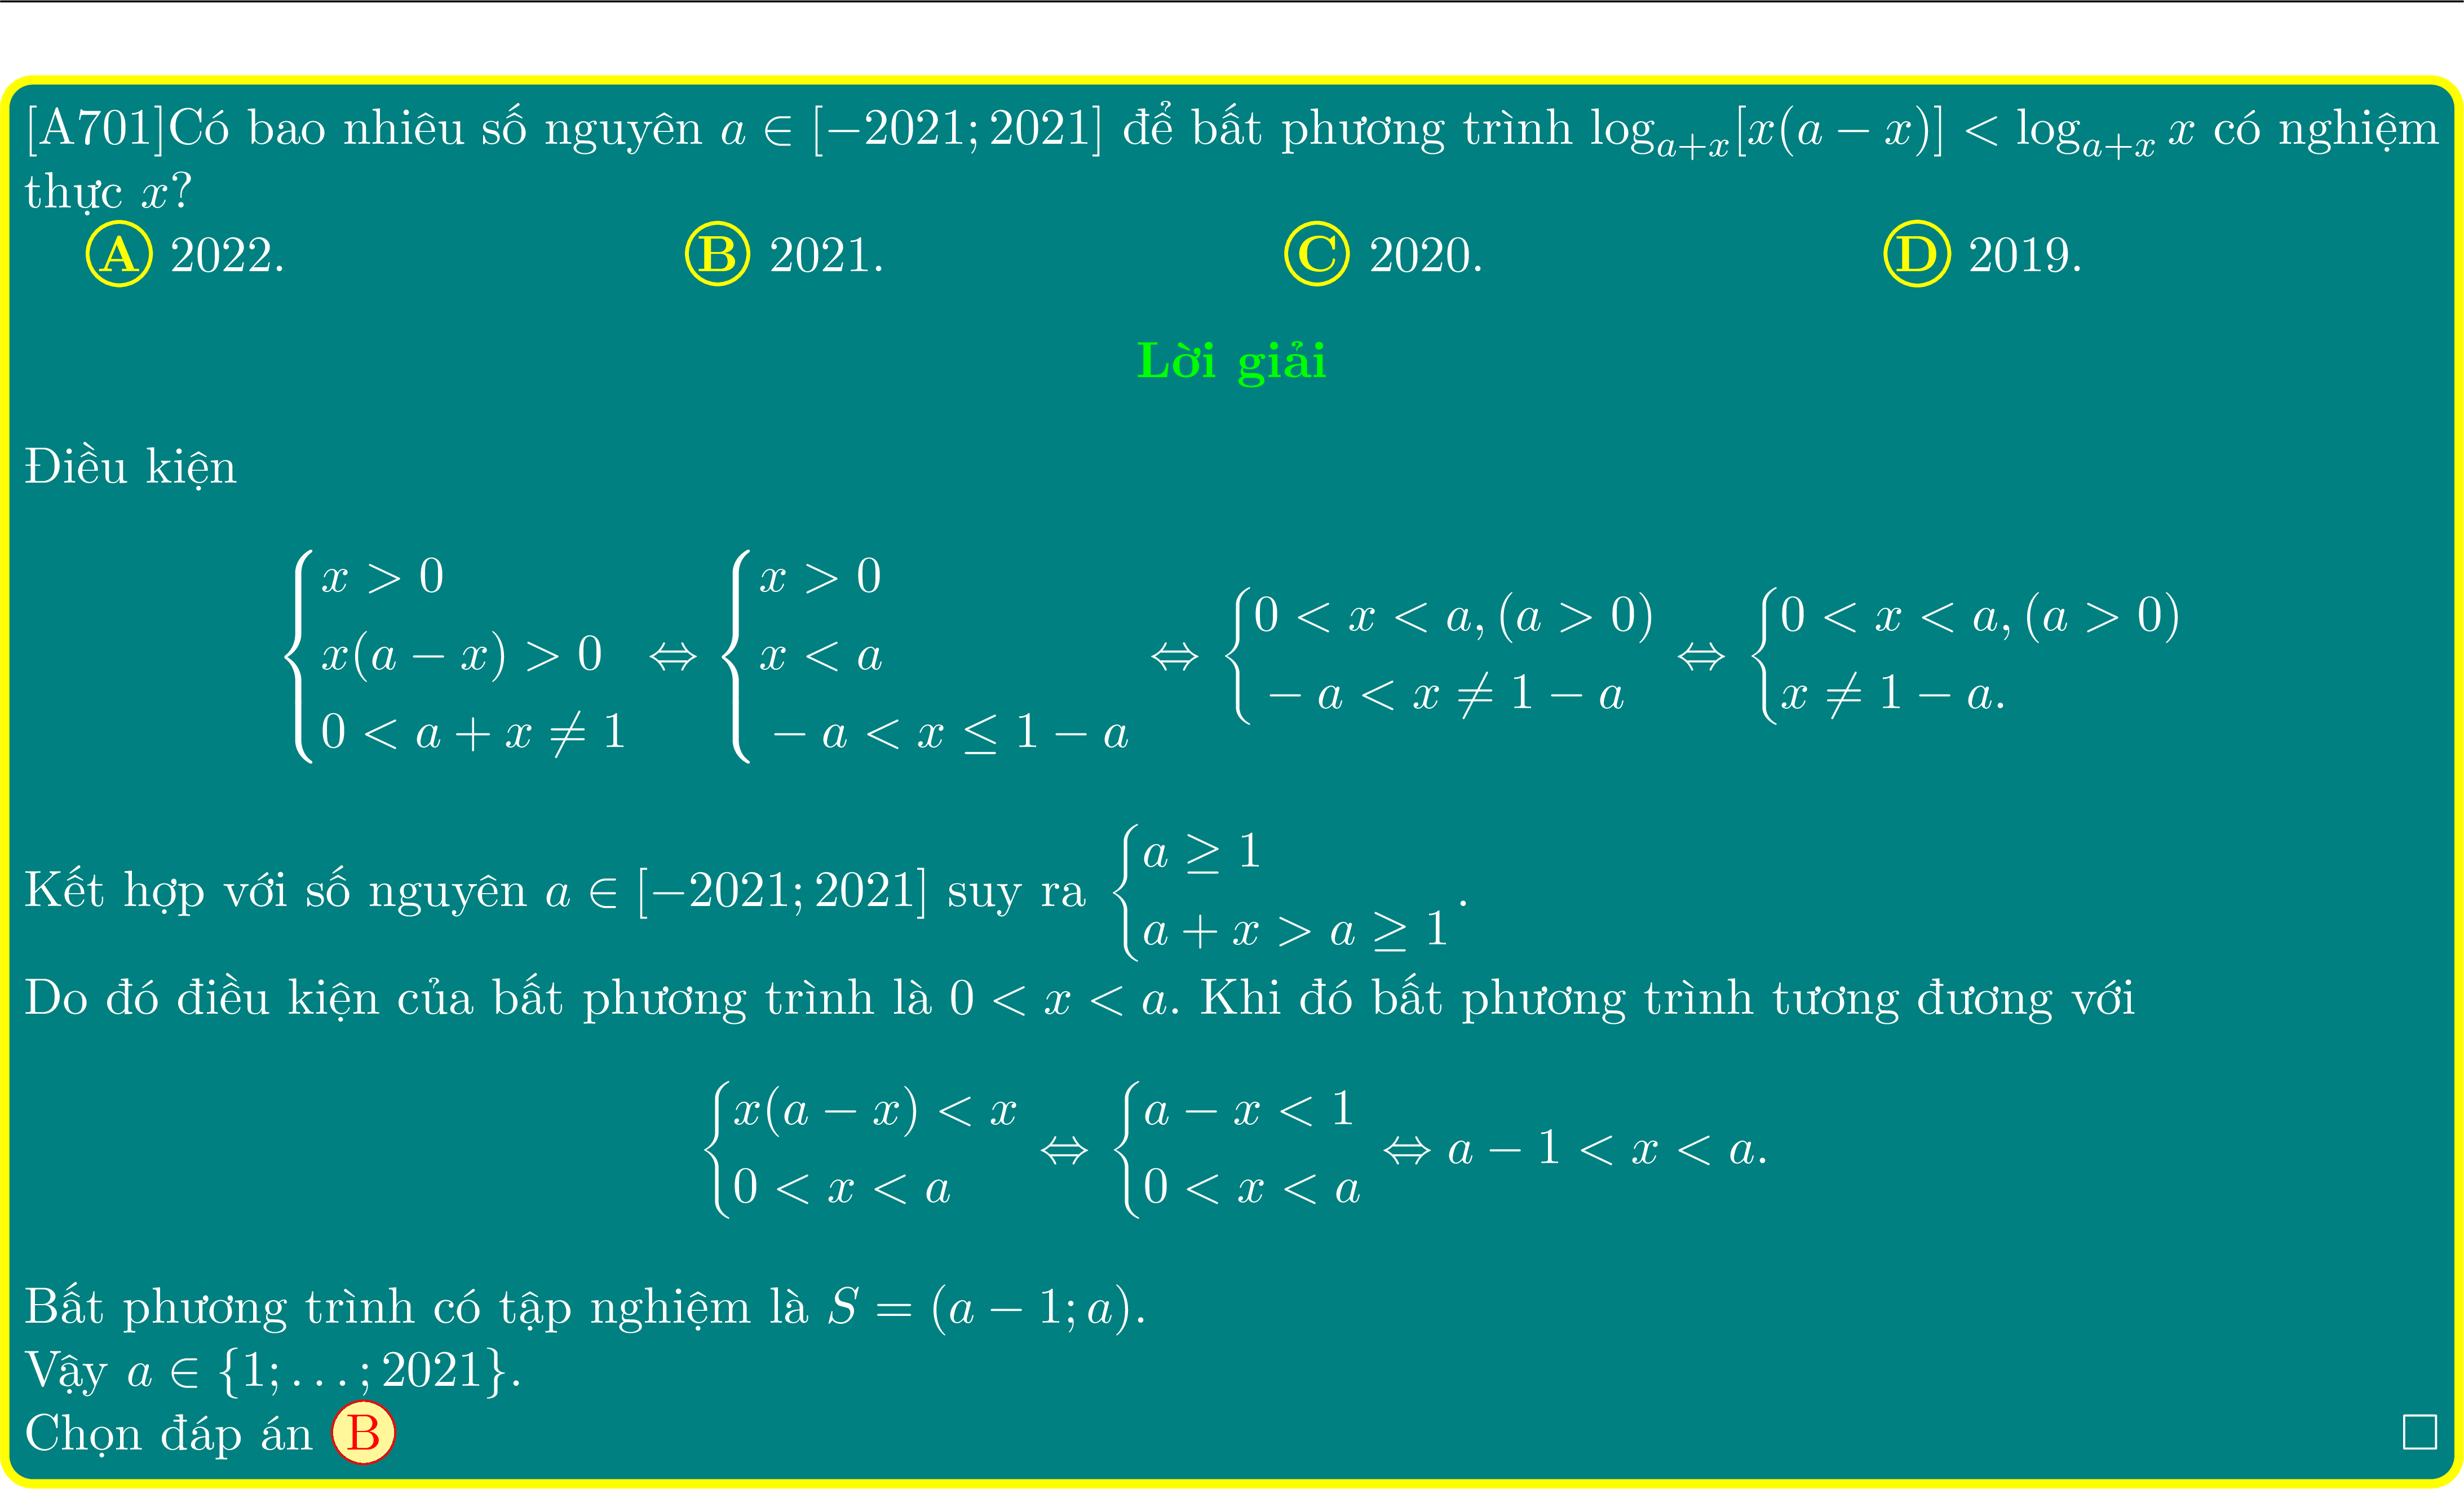 [A701]Có bao nhiêu số nguyên $a \in [-2021; 2021]$ để bất phương trình $\log_{a+x}[x(a - x)] < \log_{a+x} x$ có nghiệm
thực $x$?
A 2022. B 2021. C 2020. D 2019.
Lời giải
Điều kiện
$\begin{cases} x > 0 \\ x(a - x) > 0 \\ 0 < a + x \neq 1 \end{cases} \Leftrightarrow \begin{cases} x > 0 \\ x < a \\ -a < x \leq 1 - a \end{cases} \Leftrightarrow \begin{cases} 0 < x < a, (a > 0) \\ -a < x \neq 1 - a \end{cases} \Leftrightarrow \begin{cases} 0 < x < a, (a > 0) \\ x \neq 1 - a. \end{cases}$
Kết hợp với số nguyên $a \in [-2021; 2021]$ suy ra $\begin{cases} a \geq 1 \\ a + x > a \geq 1 \end{cases}$.
Do đó điều kiện của bất phương trình là $0 < x < a$. Khi đó bất phương trình tương đương với
$\begin{cases} x(a - x) < x \\ 0 < x < a \end{cases} \Leftrightarrow \begin{cases} a - x < 1 \\ 0 < x < a \end{cases} \Leftrightarrow a - 1 < x < a.$
Bất phương trình có tập nghiệm là $S = (a - 1; a)$.
Vậy $a \in \{1; \ldots; 2021\}$.
Chọn đáp án B □